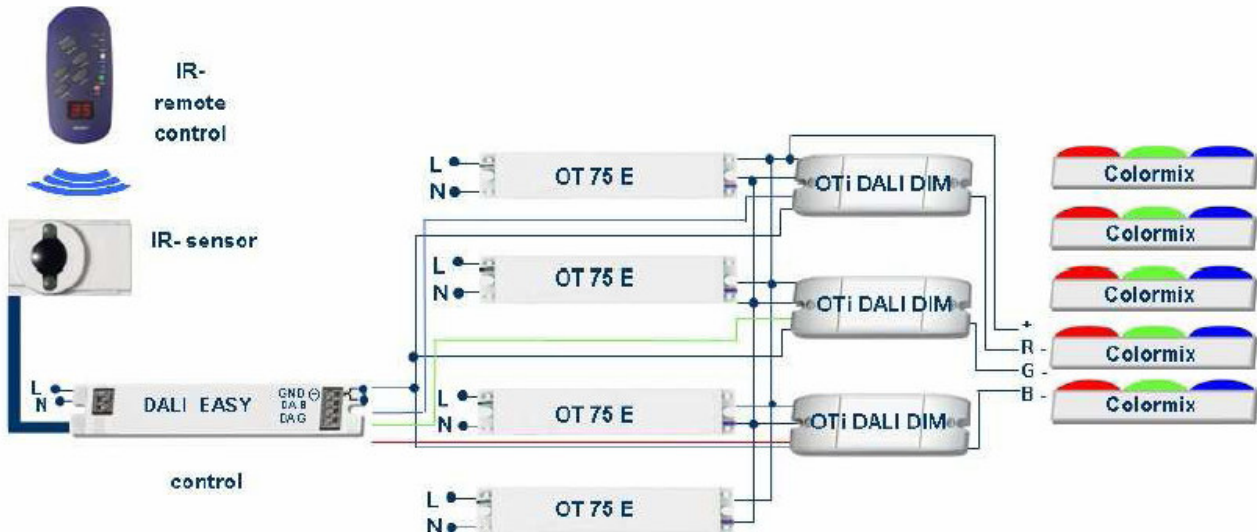 IR-
remote
control
IR- sensor
L
N
DALI EASY
GND (-)
DA B
DA G
control
L
N
OT 75 E
L
N
OT 75 E
L
N
OT 75 E
L
N
OT 75 E
OTi DALI DIM
OTi DALI DIM
OTi DALI DIM
+
R -
G -
B -
Colormix
Colormix
Colormix
Colormix
Colormix